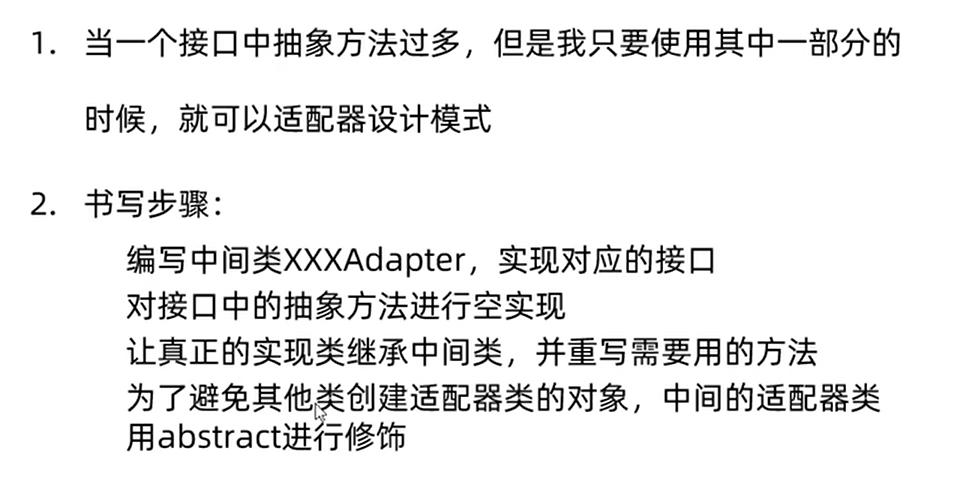 1. 当一个接口中抽象方法过多，但是我只要使用其中一部分的
时候，就可以适配器设计模式
2. 书写步骤：
编写中间类XXXAdapter，实现对应的接口
对接口中的抽象方法进行空实现
让真正的实现类继承中间类，并重写需要用的方法
为了避免其他类创建适配器类的对象，中间的适配器类
用abstract进行修饰